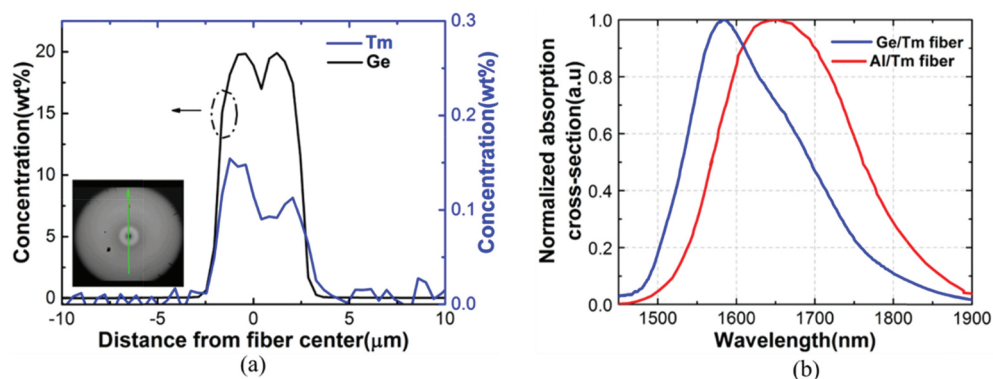 Concentration(wt%)
20
15
10
5
0
-10
-5
0
5
10
Distance from fiber center(μm)
Tm
Ge
0.3
0.2
0.1
0.0
Concentration(wt%)
(a)
Normalized absorption
cross-section(a.u)
1.0
0.8
0.6
0.4
0.2
0.0
1500
1600
1700
1800
1900
Wavelength(nm)
Ge/Tm fiber
Al/Tm fiber
(b)